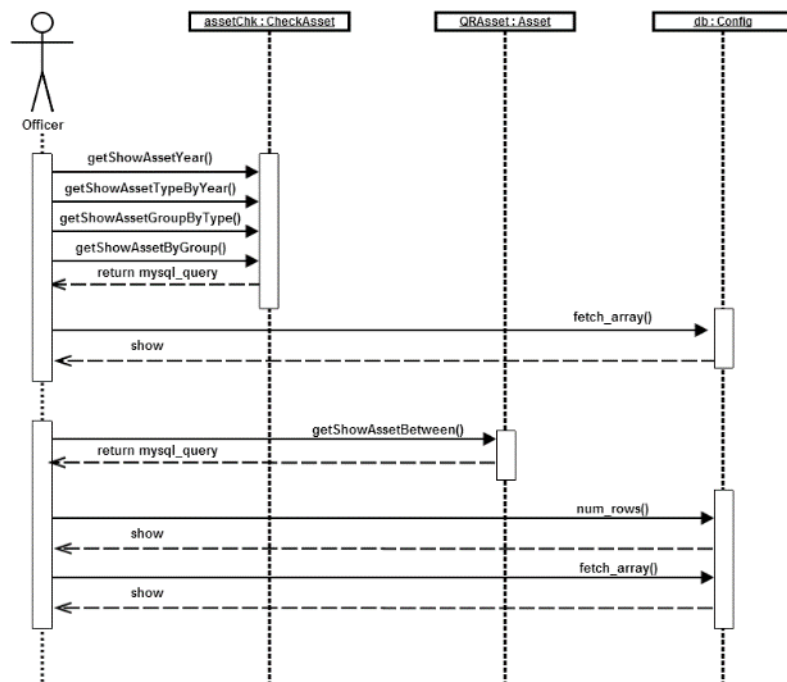 assetChk : CheckAsset
QRAsset : Asset
db : Config
Officer
getShowAssetYear()
getShowAssetTypeByYear()
getShowAssetGroupByType()
getShowAssetByGroup()
return mysql_query
fetch_array()
show
getShowAssetBetween()
return mysql_query
num_rows()
show
fetch_array()
show